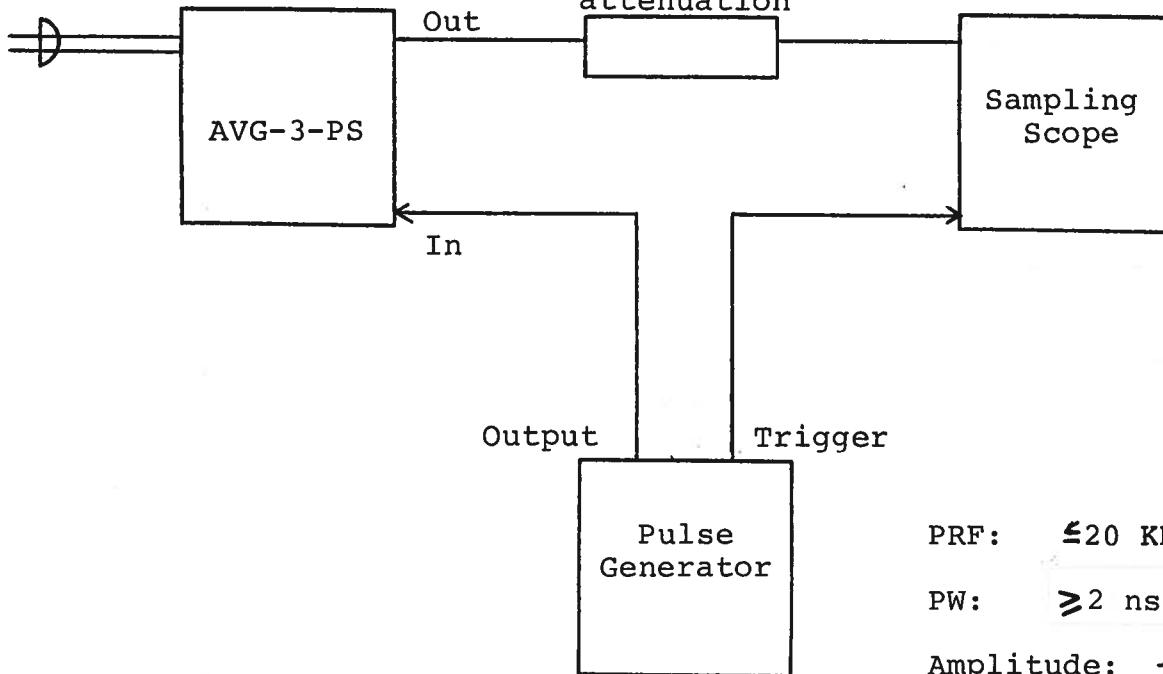 attenuation
Out
AVG-3-PS
Sampling
Scope
In
Output
Trigger
Pulse
Generator
PRF: ≤20
PW: ≥2 ns
Amplitude: